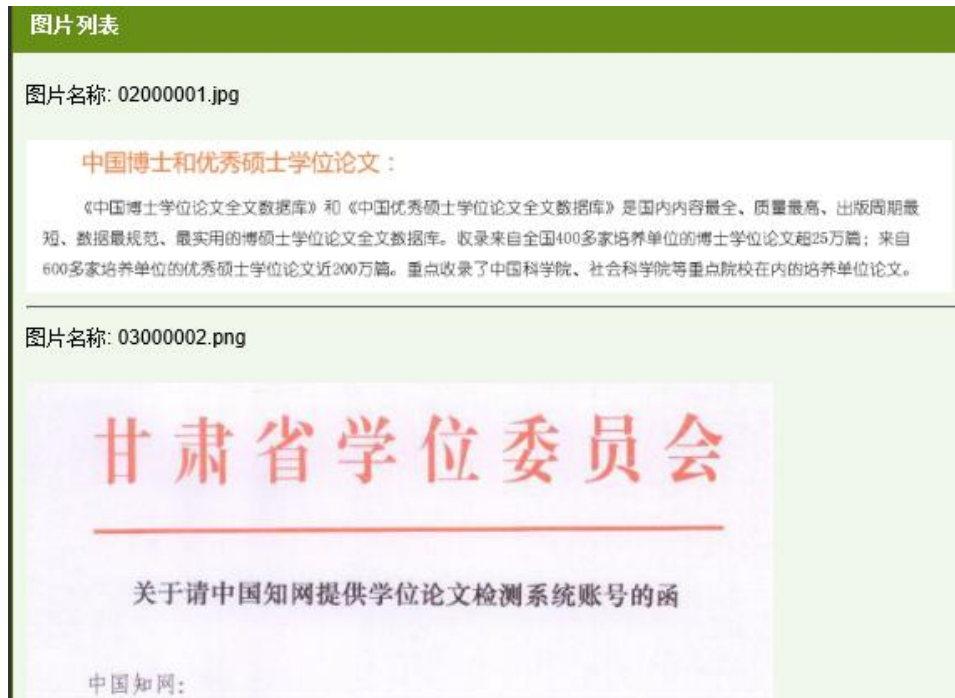 图片列表
图片名称: 02000001.jpg
中国博士和优秀硕士学位论文：
《中国博士学位论文全文数据库》和《中国优秀硕士学位论文全文数据库》是国内内容最全、质量最高、出版周期最
短、数据最规范、最实用的博硕士学位论文全文数据库。收录来自全国400多家培养单位的博士学位论文超25万篇；来自
600多家培养单位的优秀硕士学位论文近200万篇。重点收录了中国科学院、社会科学院等重点院校在内的培养单位论文。
图片名称: 03000002.png
甘肃省学位委员会
关于请中国知网提供学位论文检测系统账号的函
中国知网：